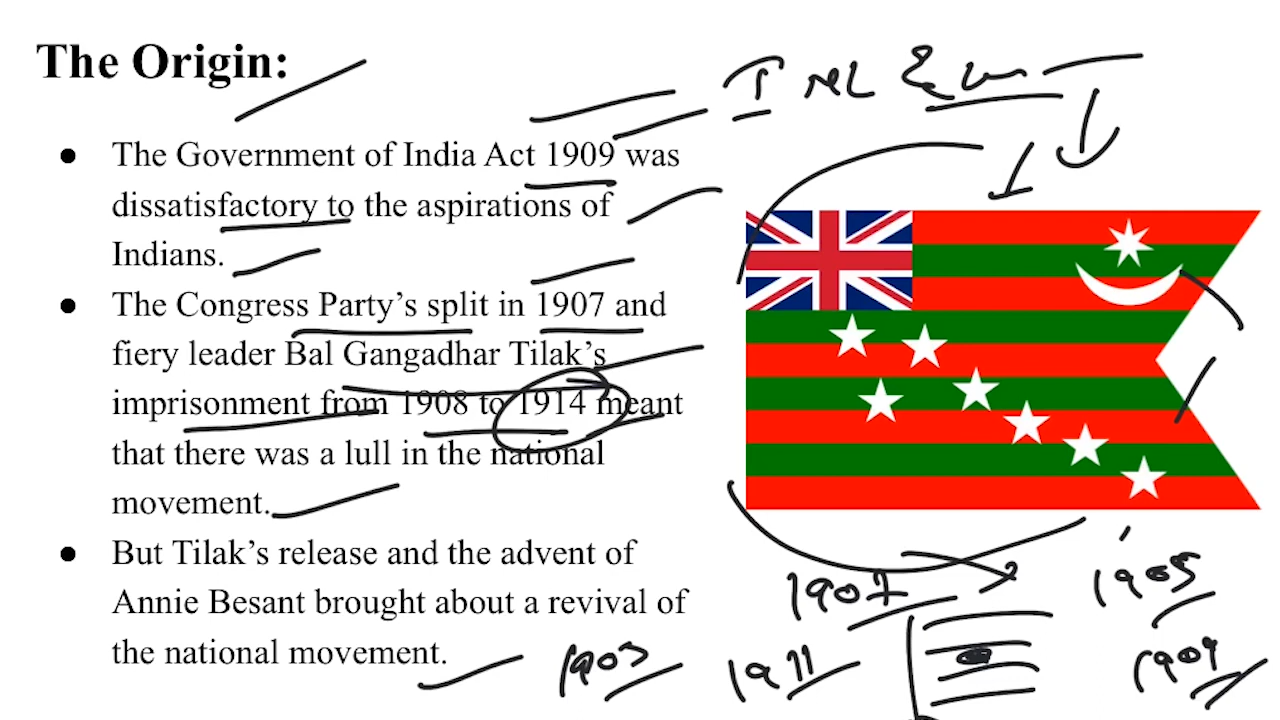 The Origin:
● The Government of India Act 1909 was
dissatisfactory to the aspirations of
Indians.
● The Congress Party’s split in 1907 and
fiery leader Bal Gangadhar Tilak’s
imprisonment from 1908 to 1914 meant
that there was a lull in the national
movement.
● But Tilak’s release and the advent of
Annie Besant brought about a revival of
the national movement.
1907
1905
1911
1909